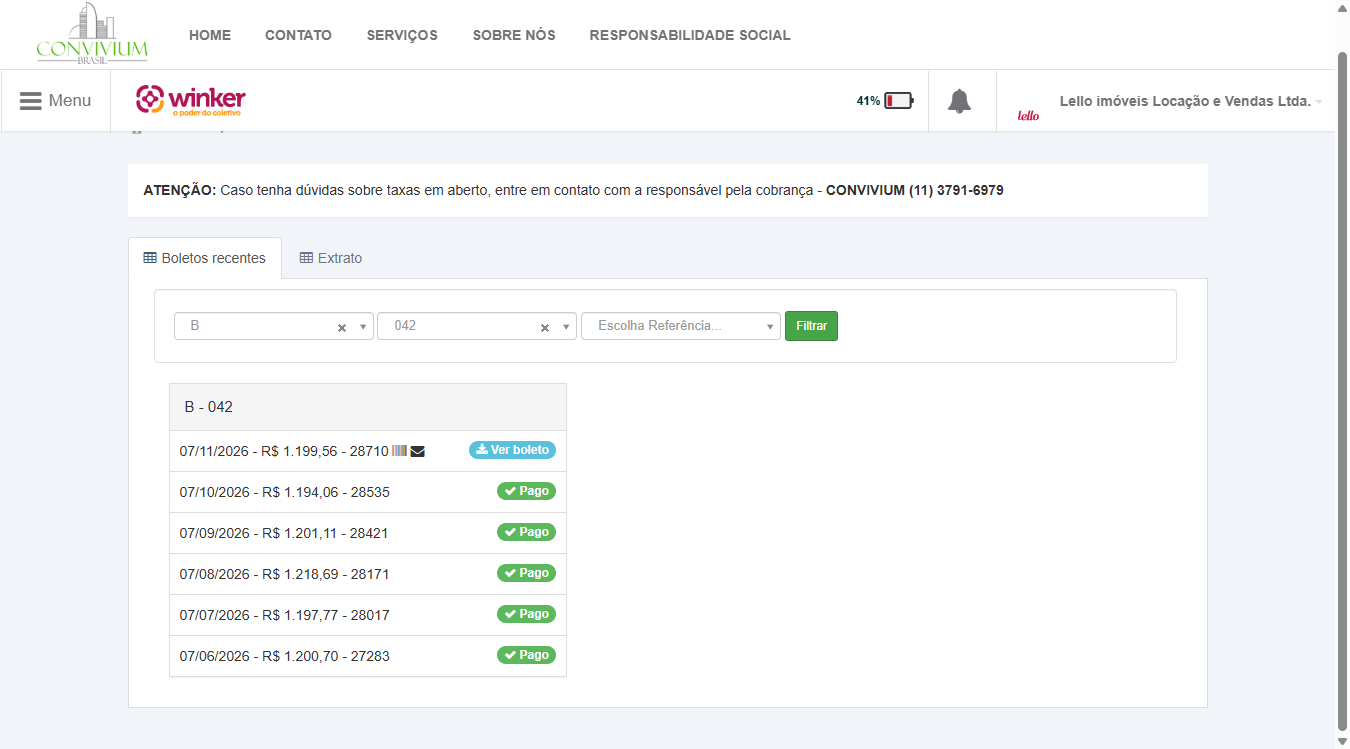 CONVIVIUM
BRASIL
HOME CONTATO SERVIÇOS SOBRE NÓS RESPONSABILIDADE SOCIAL
Menu
winker
o poder do coletivo
41%
lello
Lello imóveis Locação e Vendas Ltda.
ATENÇÃO: Caso tenha dúvidas sobre taxas em aberto, entre em contato com a responsável pela cobrança - CONVIVIUM (11) 3791-6979
Boletos recentes Extrato
B 042 Escolha Referência... Filtrar
B - 042
07/11/2026 - R$ 1.199,56 - 28710 Ver boleto
07/10/2026 - R$ 1.194,06 - 28535 Pago
07/09/2026 - R$ 1.201,11 - 28421 Pago
07/08/2026 - R$ 1.218,69 - 28171 Pago
07/07/2026 - R$ 1.197,77 - 28017 Pago
07/06/2026 - R$ 1.200,70 - 27283 Pago